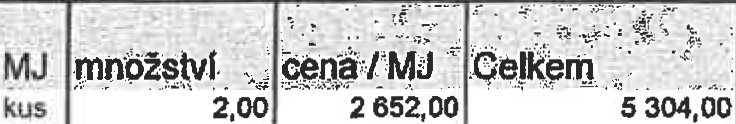 MJ množství cena / MJ Celkem
kus 2,00 2 652,00 5 304,00